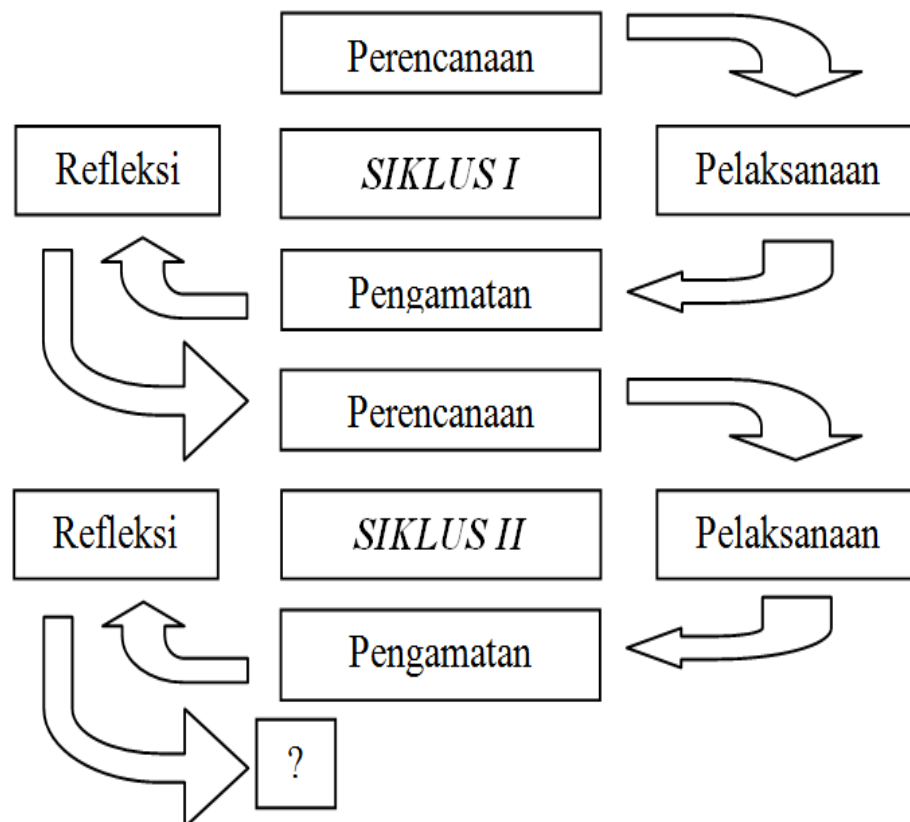 Perencanaan
Refleksi
SIKLUS I
Pelaksanaan
Pengamatan
Perencanaan
Refleksi
SIKLUS II
Pelaksanaan
Pengamatan
?